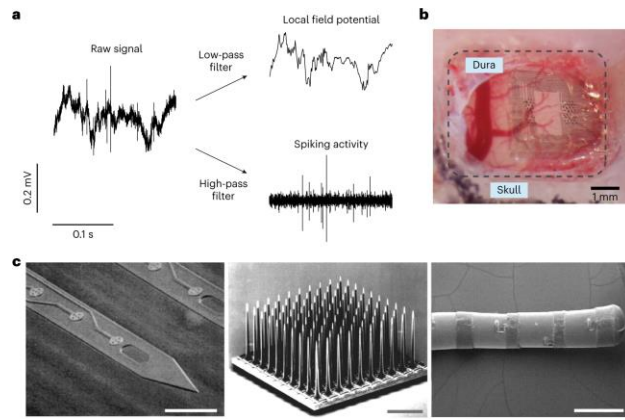 a
Raw signal
Low-pass
filter
Local field potential
High-pass
filter
Spiking activity
0.2 mV
0.1 s
b
Dura
Skull
1 mm
c